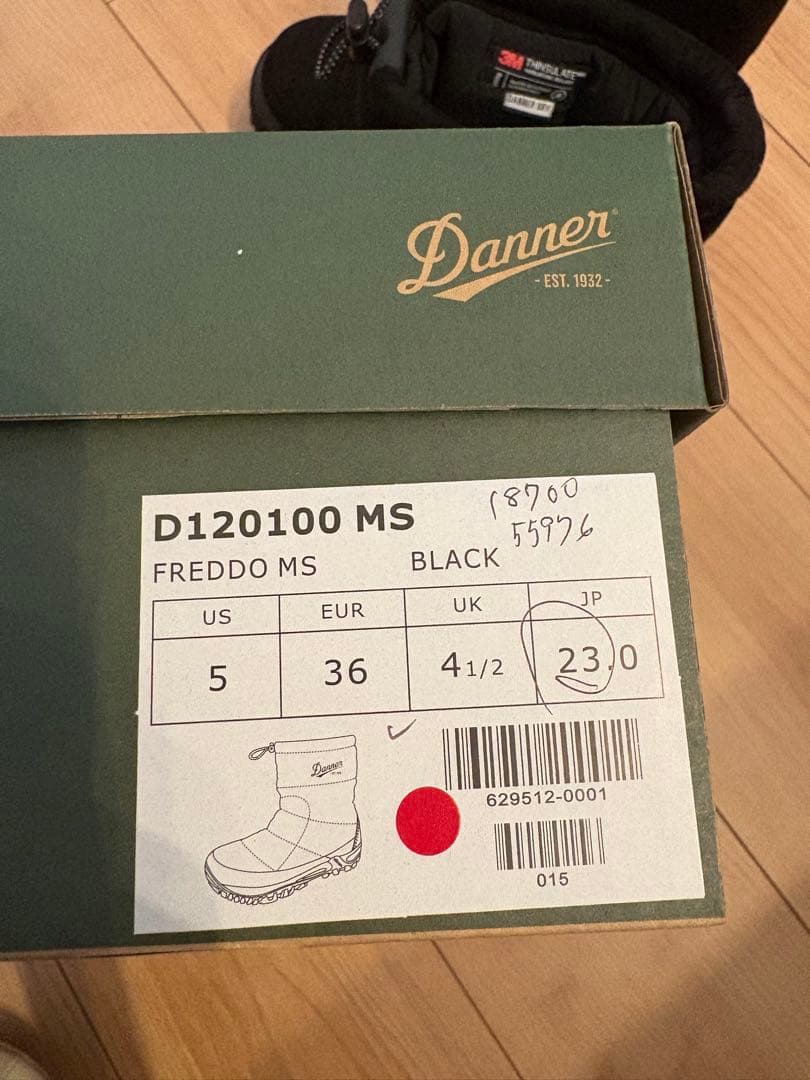 3M THINSULATE
Danner
- EST. 1932 -
D120100 MS
18700
55976
FREDDO MS BLACK
US EUR UK JP
5 36 4 1/2 23.0
Danner
629512-0001
015